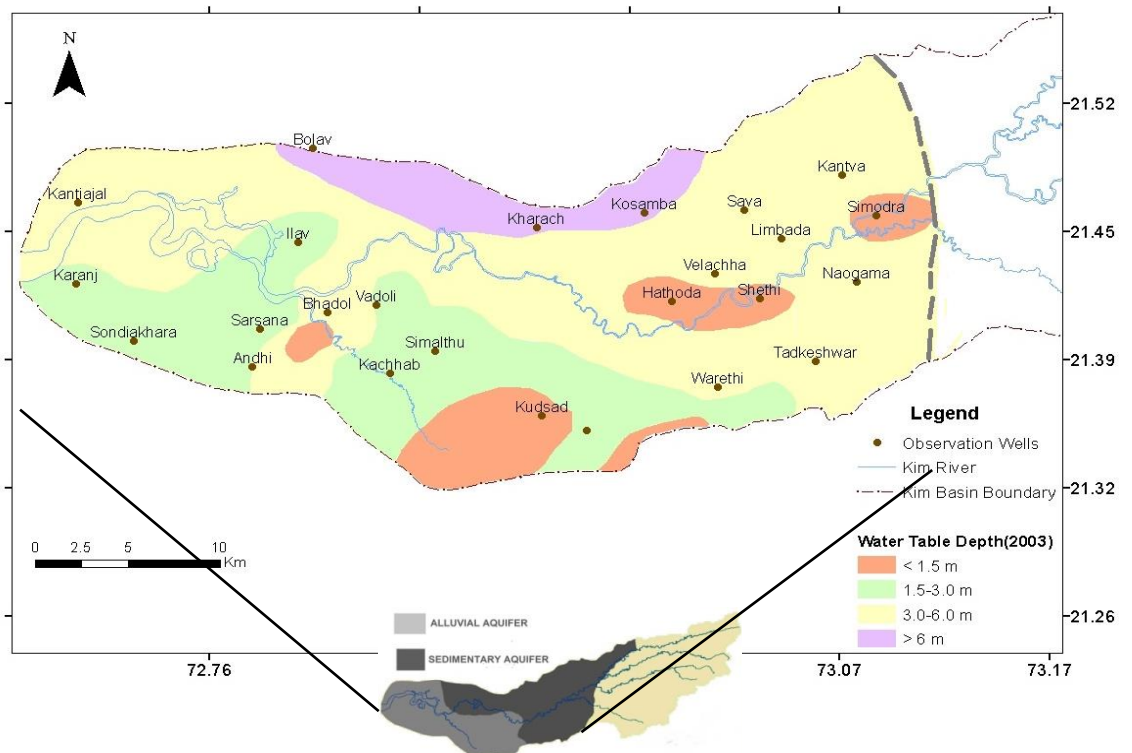 N
21.52
Bolav
Kantva
Kantiajal
Kosamba
Sava
Simodra
Kharach
Limbada
21.45
Ilav
Velachha
Naogama
Karanj
Hathoda
Shethi
Bhadol
Vadoli
Sarsana
Sondiakhara
Simalthu
Andhi
Kachhab
Tadkeshwar
21.39
Warethi
Kudsad
Legend
Observation Wells
Kim River
Kim Basin Boundary
21.32
Water Table Depth(2003)
< 1.5 m
1.5-3.0 m
3.0-6.0 m
> 6 m
0 2.5 5 10
Km
21.26
ALLUVIAL AQUIFER
SEDIMENTARY AQUIFER
72.76
73.07
73.17